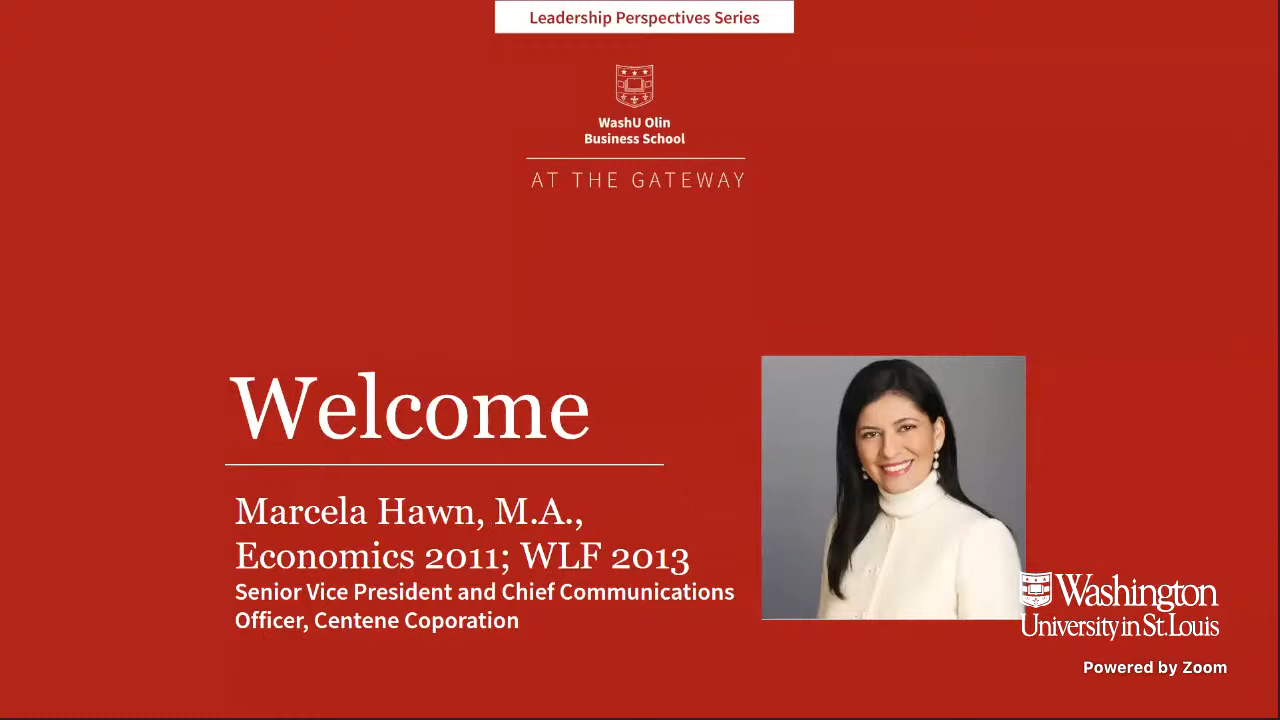 Leadership Perspectives Series
WashU Olin
Business School
AT THE GATEWAY
Welcome
Marcela Hawn, M.A.,
Economics 2011; WLF 2013
Senior Vice President and Chief Communications
Officer, Centene Coporation
Washington
University in St. Louis
Powered by Zoom